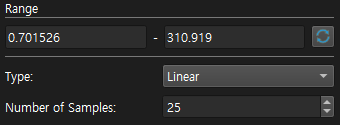 Range
0.701526 - 310.919
Type: Linear
Number of Samples: 25